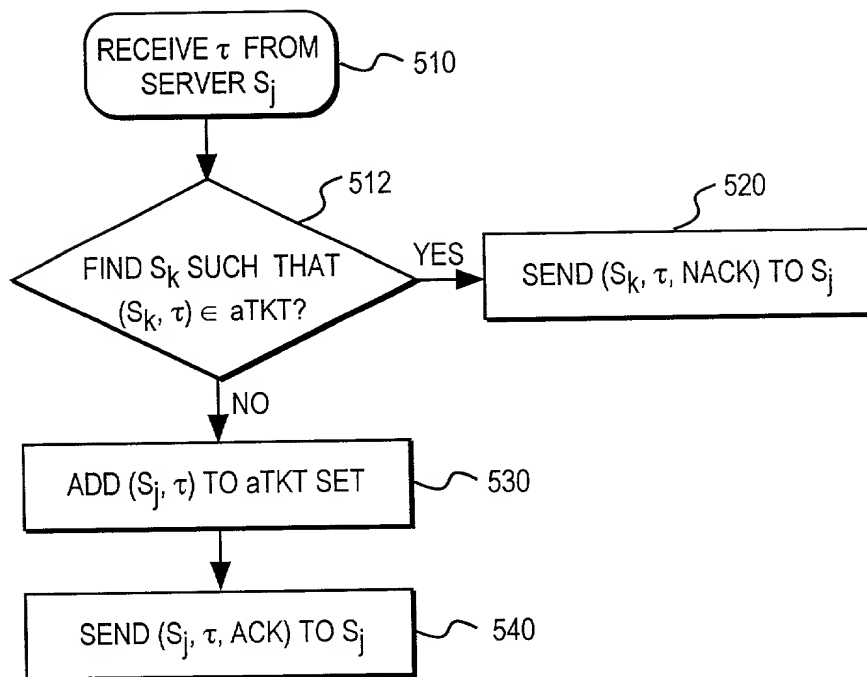 RECEIVE τ FROM
SERVER Sj
510
512
FIND Sk SUCH THAT
(Sk, τ) ∈ aTKT?
YES
520
SEND (Sk, τ, NACK) TO Sj
NO
ADD (Sj, τ) TO aTKT SET
530
SEND (Sj, τ, ACK) TO Sj
540